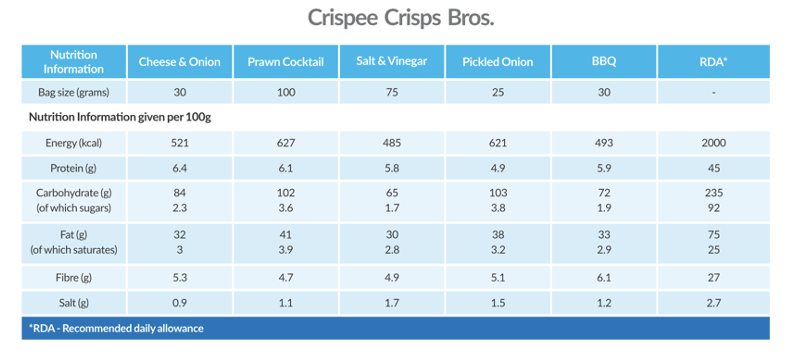 Crispee Crisps Bros.
Nutrition Information Cheese & Onion Prawn Cocktail Salt & Vinegar Pickled Onion BBQ RDA*
Bag size (grams) 30 100 75 25 30 -
Nutrition Information given per 100g
Energy (kcal) 521 627 485 621 493 2000
Protein (g) 6.4 6.1 5.8 4.9 5.9 45
Carbohydrate (g) 84 102 65 103 72 235
(of which sugars) 2.3 3.6 1.7 3.8 1.9 92
Fat (g) 32 41 30 38 33 75
(of which saturates) 3 3.9 2.8 3.2 2.9 25
Fibre (g) 5.3 4.7 4.9 5.1 6.1 27
Salt (g) 0.9 1.1 1.7 1.5 1.2 2.7
*RDA - Recommended daily allowance